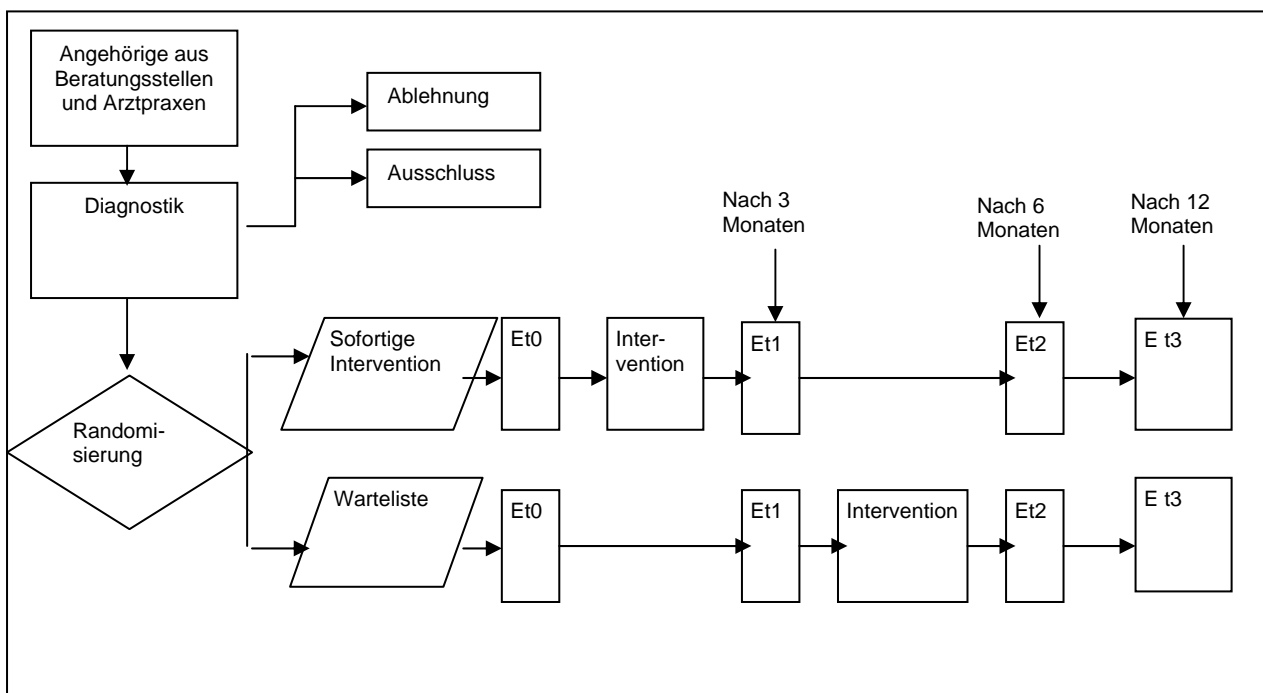 Angehörige aus
Beratungsstellen
und Arztpraxen
Ablehnung
Ausschluss
Diagnostik
Nach 3
Monaten
Nach 6
Monaten
Nach 12
Monaten
Sofortige
Intervention
Et0
Inter-
vention
Et1
Et2
E t3
Randomi-
sierung
Warteliste
Et0
Et1
Intervention
Et2
E t3